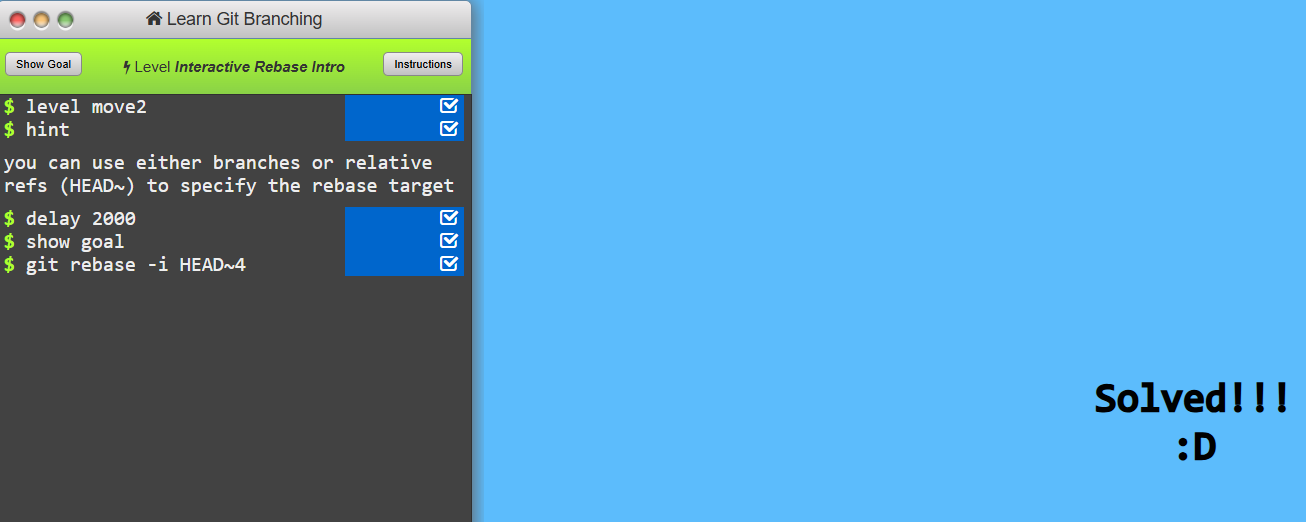 Learn Git Branching
Show Goal
Level Interactive Rebase Intro
Instructions
$ level move2
$ hint
you can use either branches or relative
refs (HEAD~) to specify the rebase target
$ delay 2000
$ show goal
$ git rebase -i HEAD~4
Solved!!!
:D